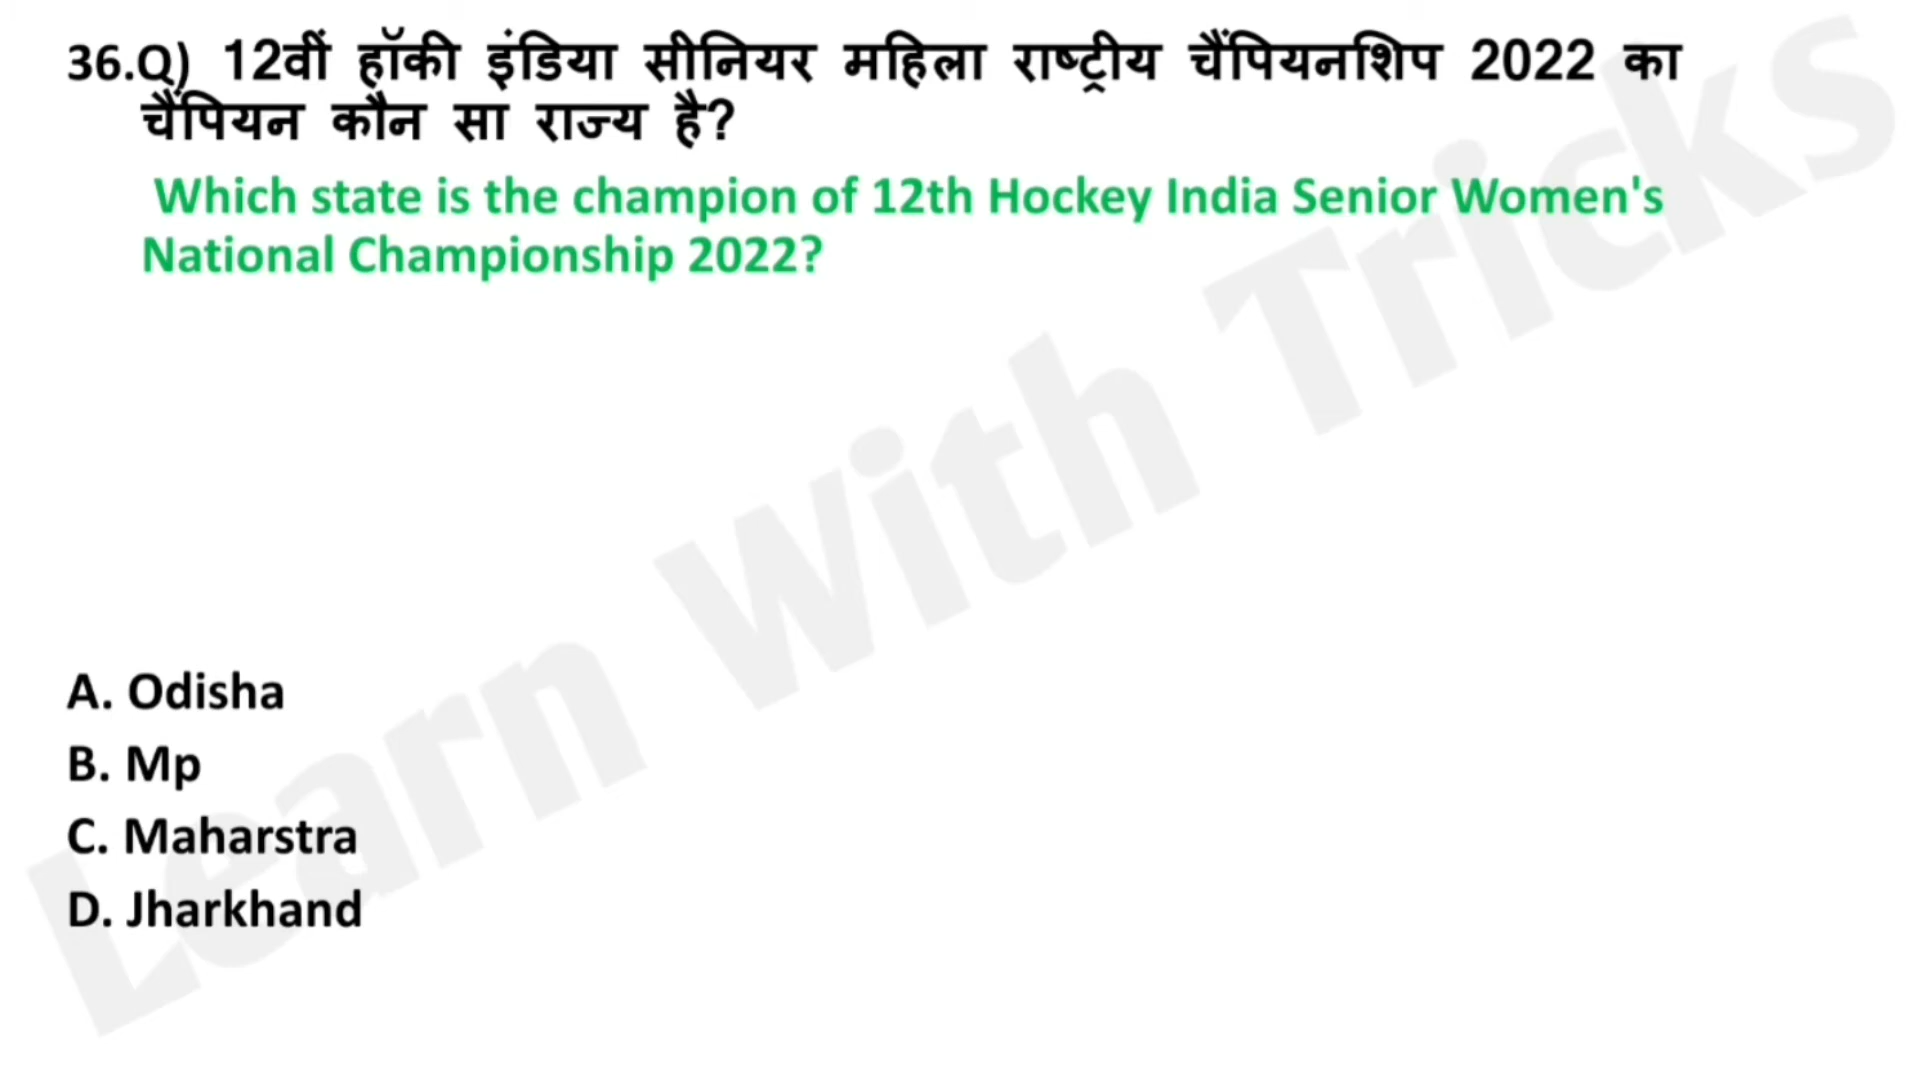 36.Q) 12वीं हॉकी इंडिया सीनियर महिला राष्ट्रीय चैंपियनशिप 2022 का
चैंपियन कौन सा राज्य है?
Which state is the champion of 12th Hockey India Senior Women's
National Championship 2022?
A. Odisha
B. Mp
C. Maharstra
D. Jharkhand
Learn With Tricks